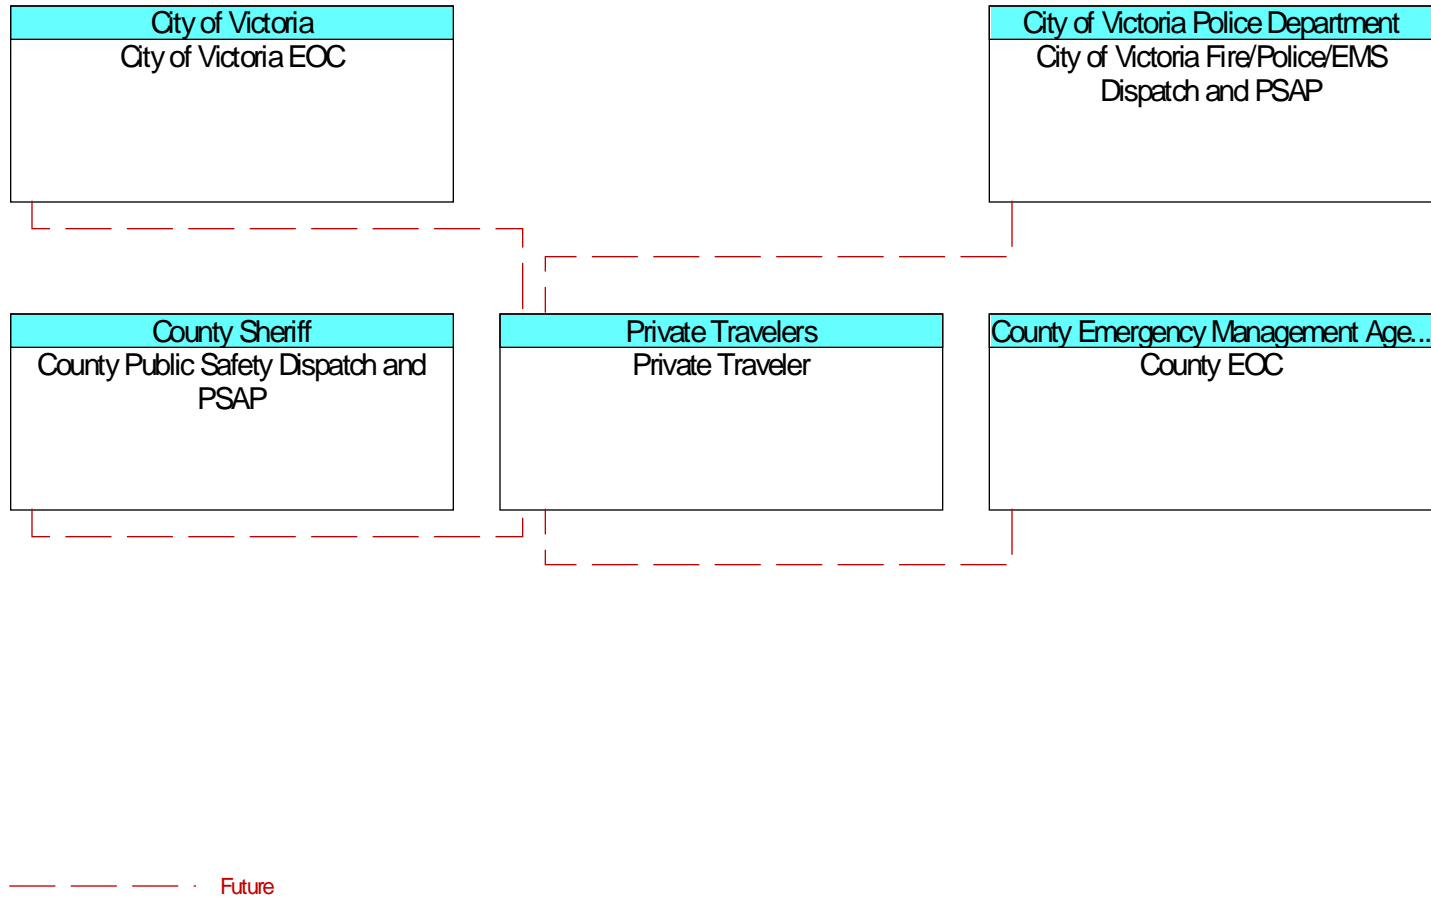 City of Victoria
City of Victoria EOC
City of Victoria Police Department
City of Victoria Fire/Police/EMS
Dispatch and PSAP
County Sheriff
County Public Safety Dispatch and
PSAP
Private Travelers
Private Traveler
County Emergency Management Age...
County EOC
Future